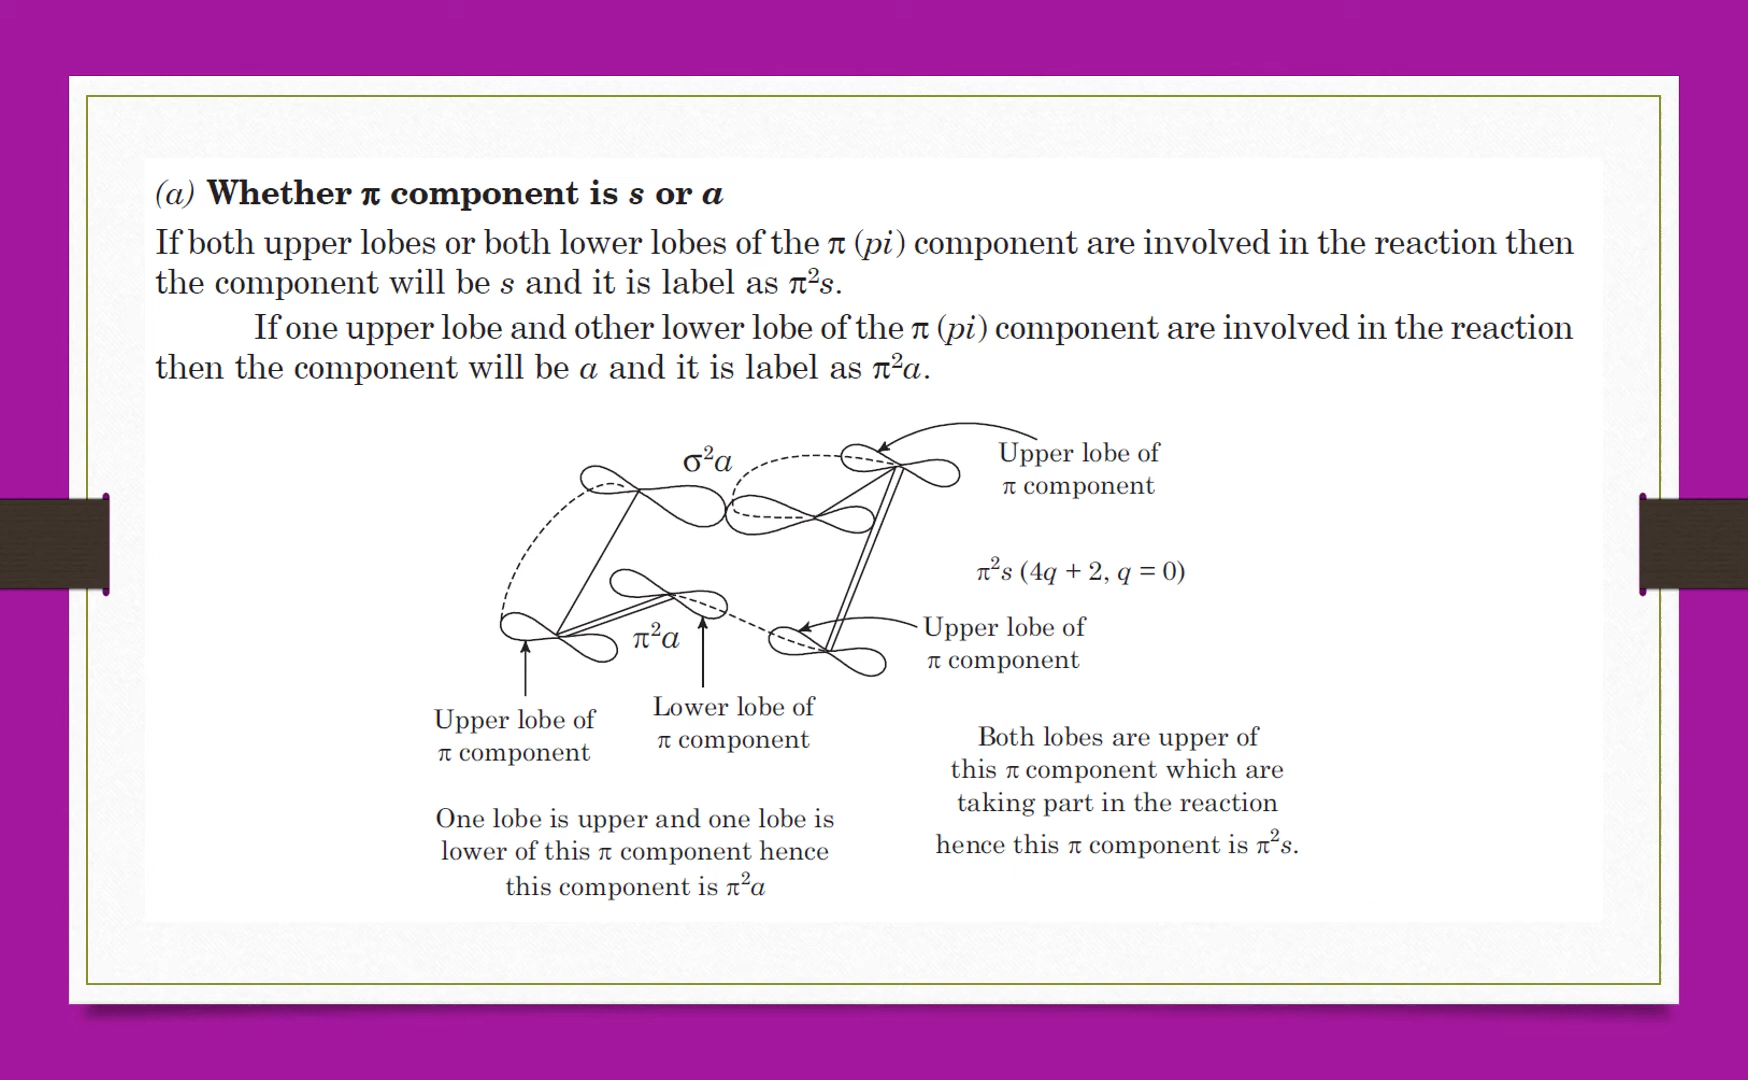 (a) Whether π component is s or a
If both upper lobes or both lower lobes of the π (pi) component are involved in the reaction then
the component will be s and it is label as π²s.
If one upper lobe and other lower lobe of the π (pi) component are involved in the reaction
then the component will be a and it is label as π²a.
σ²a
Upper lobe of
π component
π²s (4q + 2, q = 0)
π²a
Upper lobe of
π component
Upper lobe of
π component
Lower lobe of
π component
Both lobes are upper of
this π component which are
taking part in the reaction
hence this π component is π²s.
One lobe is upper and one lobe is
lower of this π component hence
this component is π²a